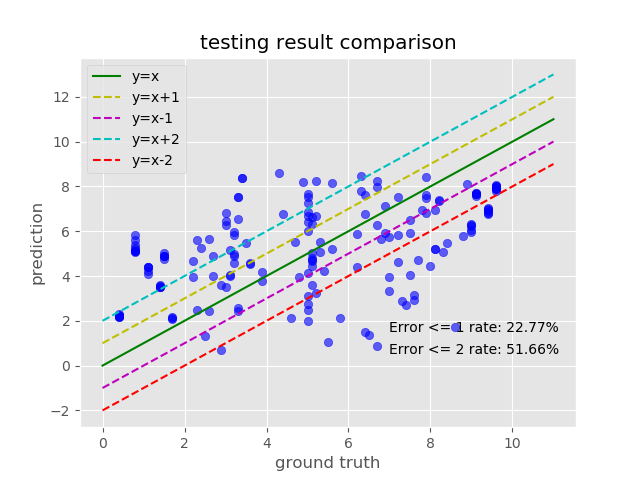 testing result comparison
y=x
y=x+1
y=x-1
y=x+2
y=x-2
12
10
8
6
4
2
0
−2
prediction
Error <= 1 rate: 22.77%
Error <= 2 rate: 51.66%
0 2 4 6 8 10
ground truth